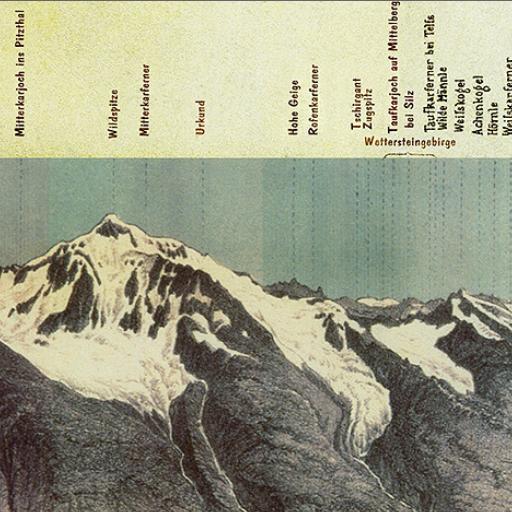 Mitterkarjoch ins Pitzthal
Wildspitze
Mitterkarferner
Urkund
Hohe Geige
Rofenkarferner
Tschirgant
Zugspitz
Wettersteingebirge
Taufkarjoch auf Mittelberg
bei Silz
Taufkarferner bei Telfs
Wilde Männle
Weißkogel
Achenkogel
Hörnle
Weißkarferner